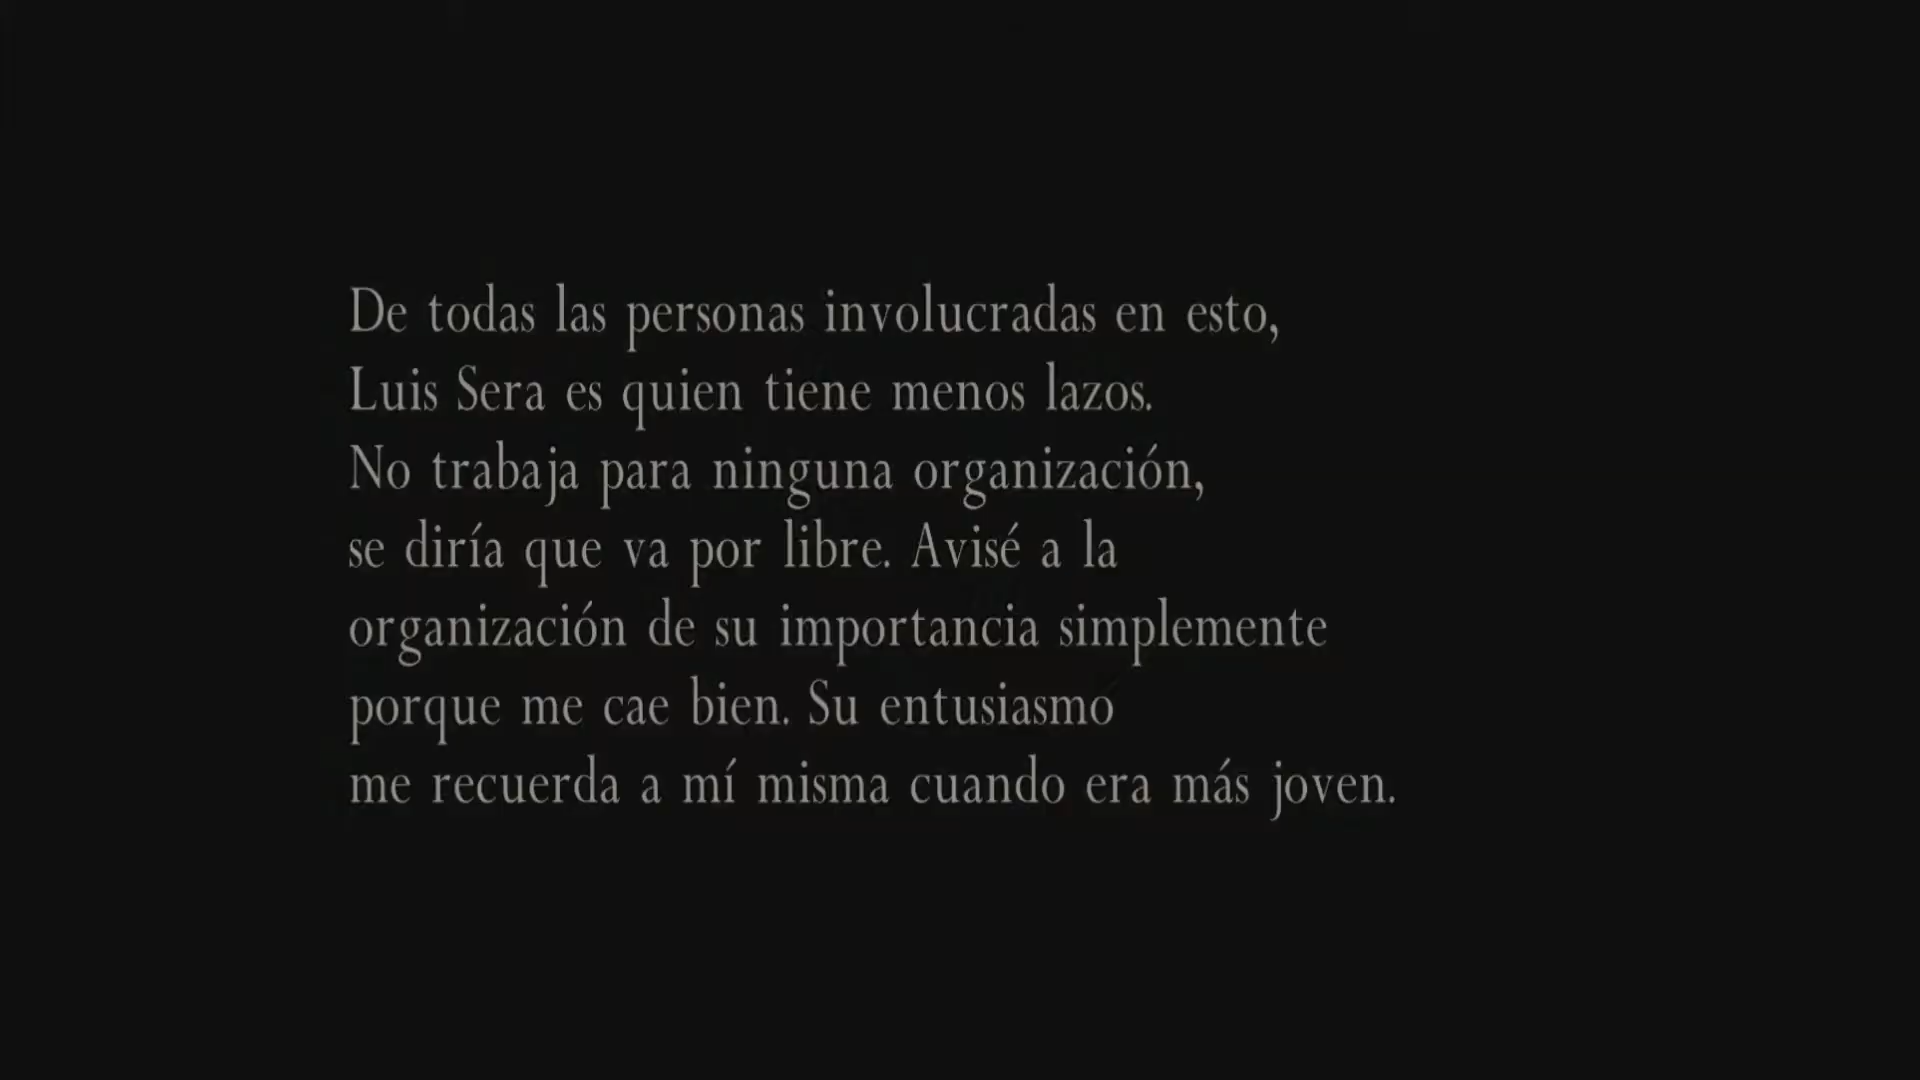 De todas las personas involucradas en esto,
Luis Sera es quien tiene menos lazos.
No trabaja para ninguna organización,
se diría que va por libre. Avisé a la
organización de su importancia simplemente
porque me cae bien. Su entusiasmo
me recuerda a mí misma cuando era más joven.